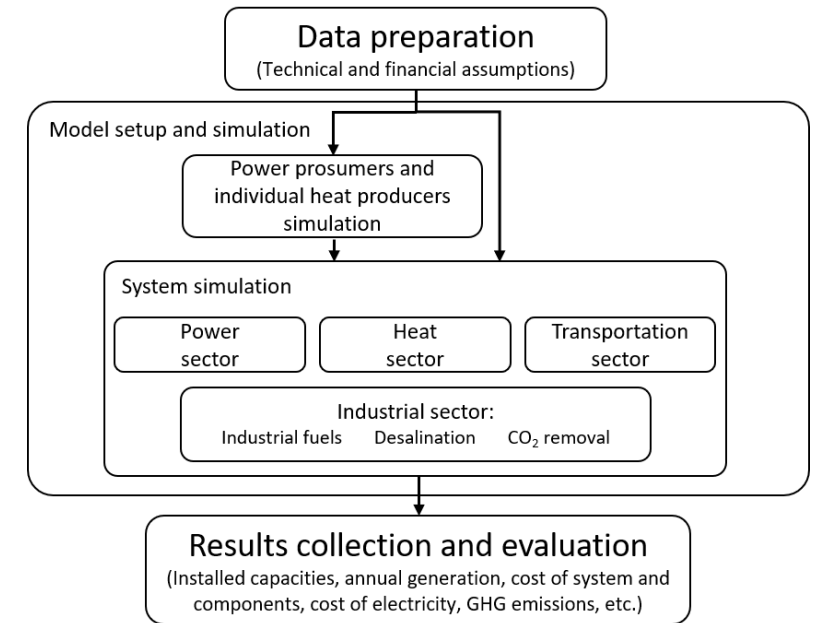 Data preparation
(Technical and financial assumptions)
Model setup and simulation
Power prosumers and
individual heat producers
simulation
System simulation
Power
sector
Heat
sector
Transportation
sector
Industrial sector:
Industrial fuels Desalination CO₂ removal
Results collection and evaluation
(Installed capacities, annual generation, cost of system and
components, cost of electricity, GHG emissions, etc.)